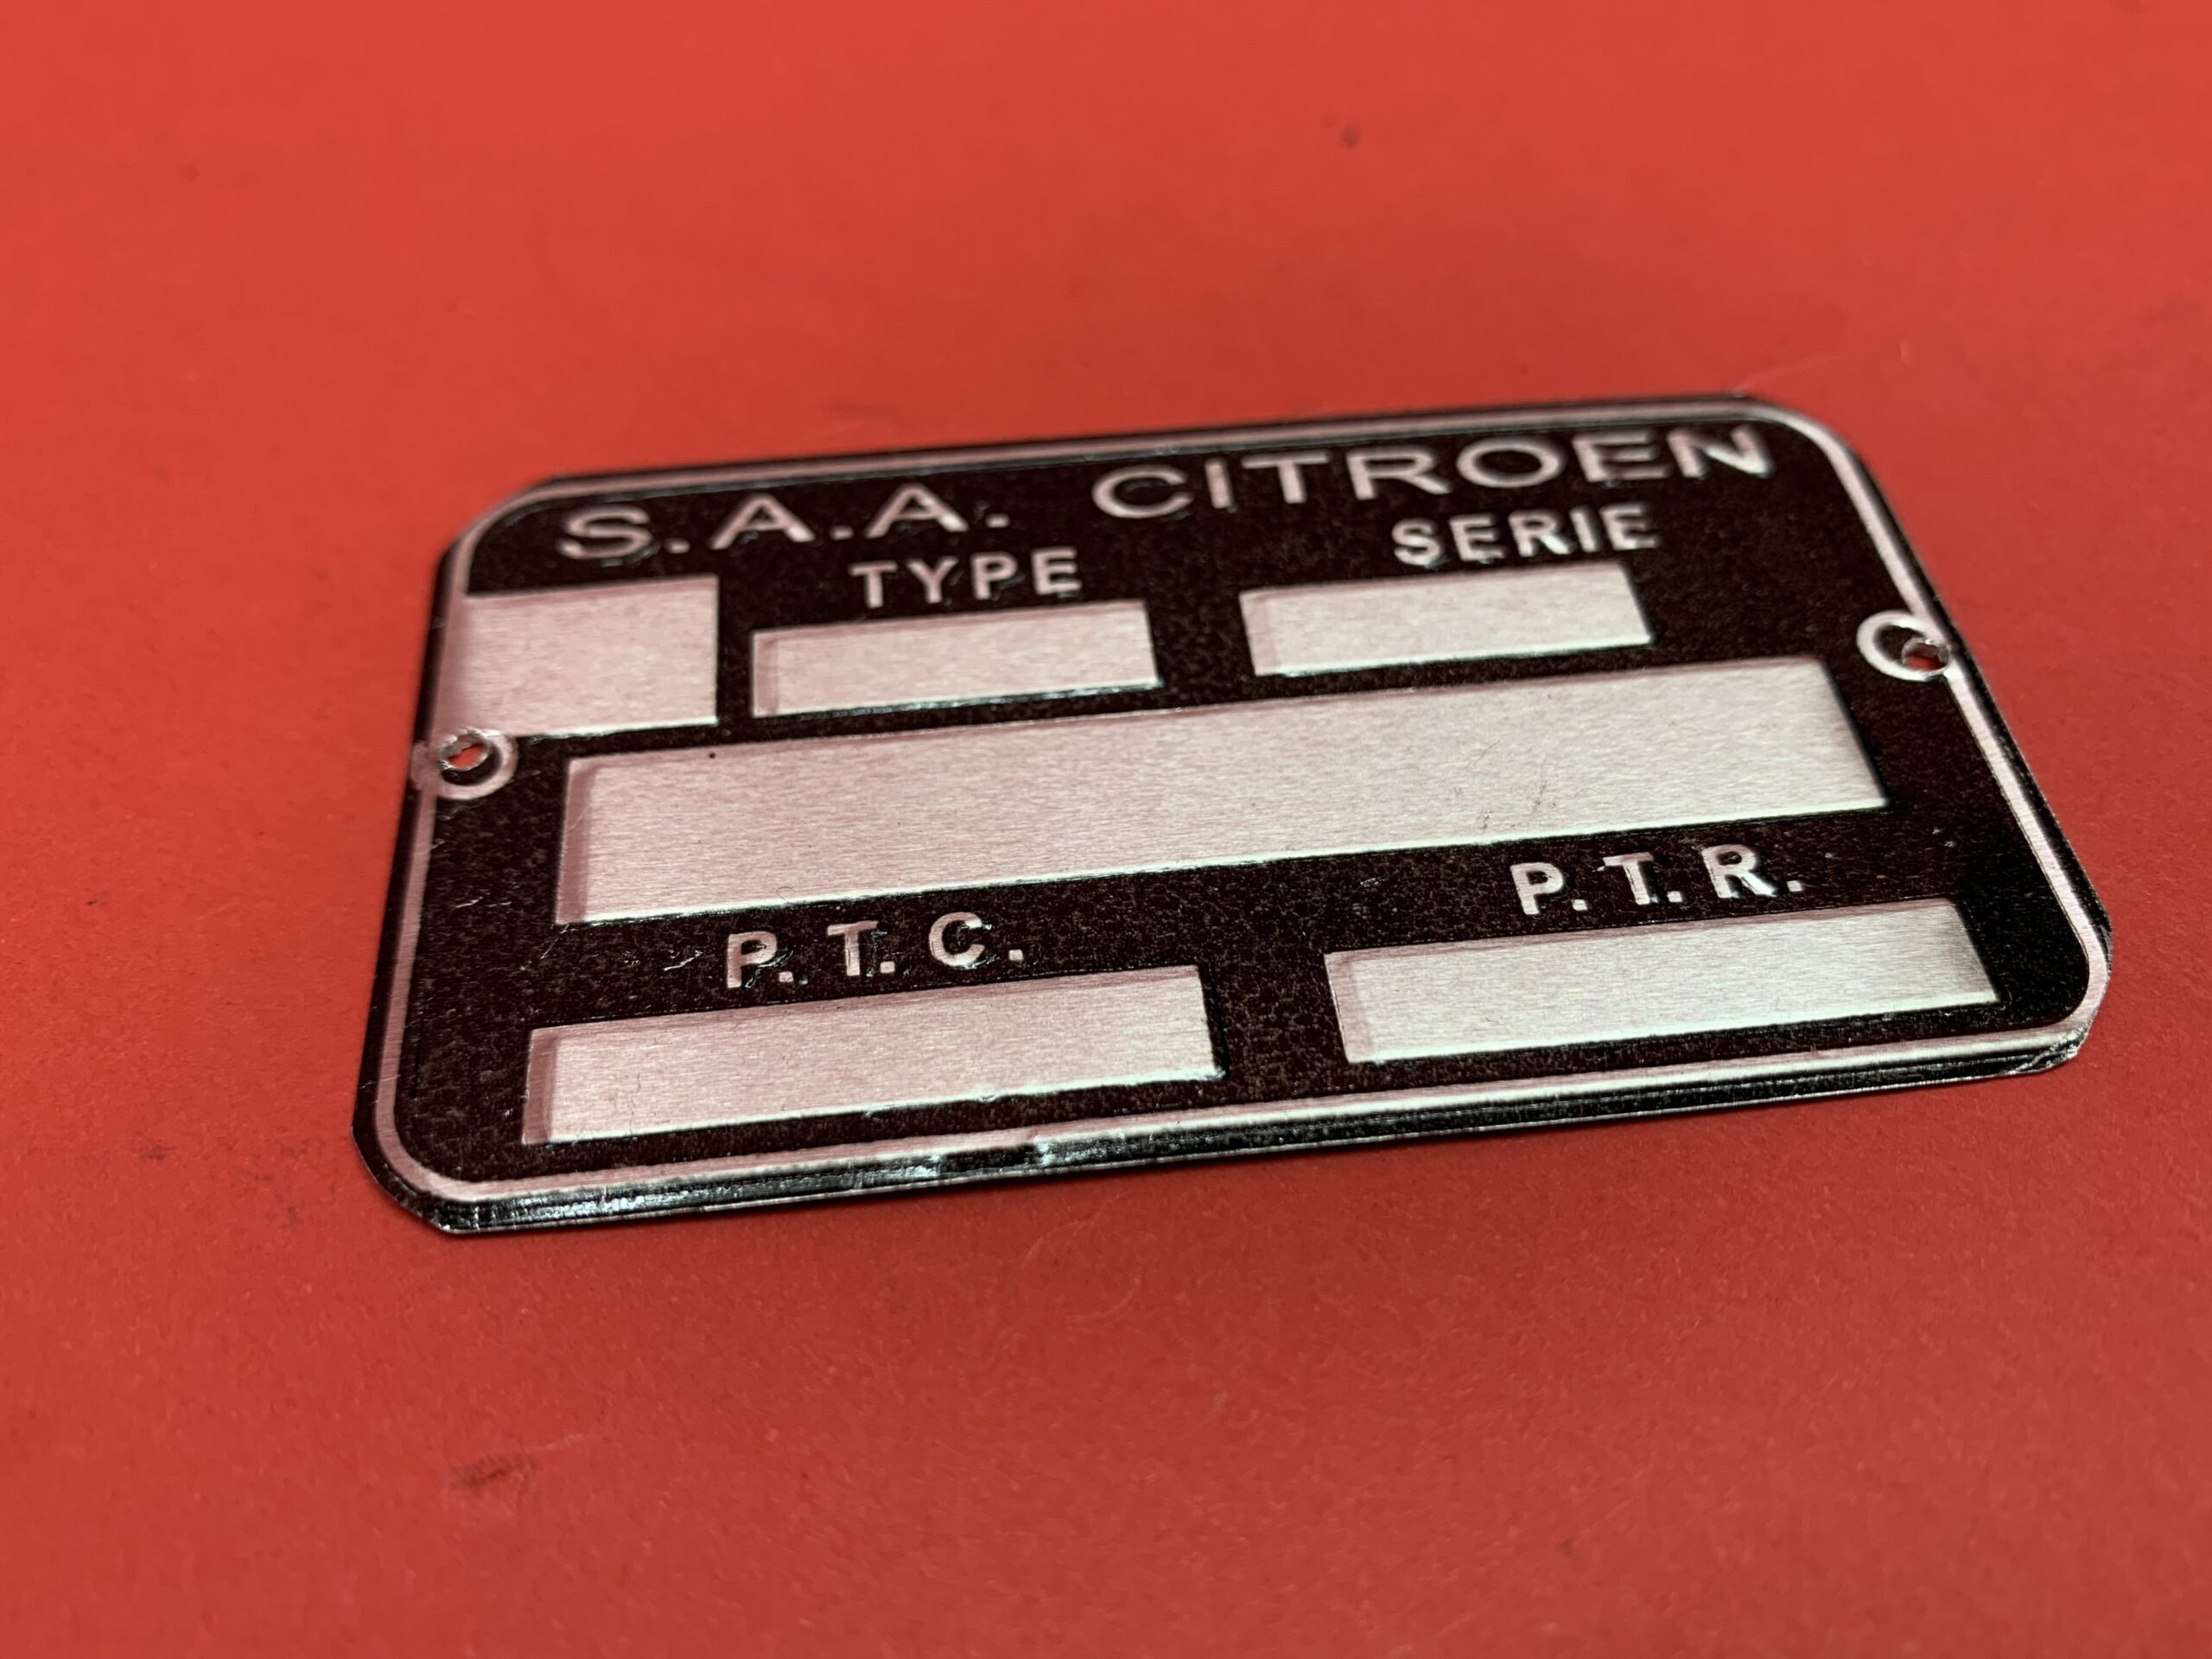 S.A.A. CITROEN
TYPE SERIE
P.T.C. P.T.R.